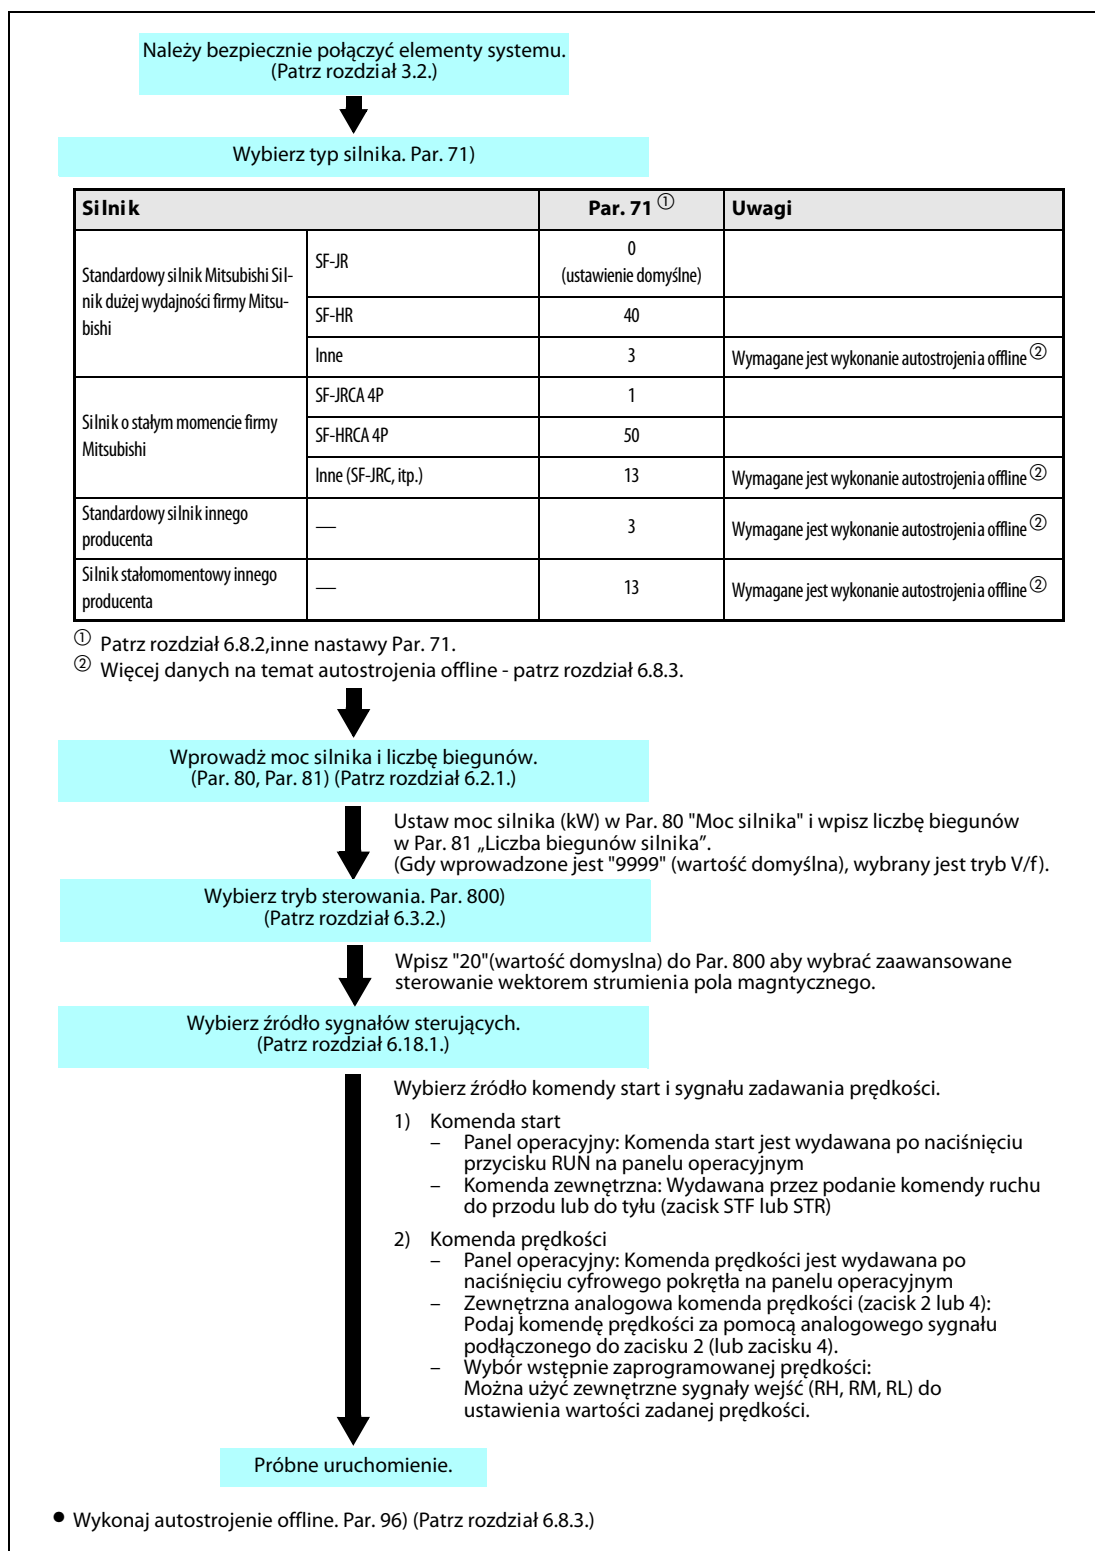 Należy bezpiecznie połączyć elementy systemu.
(Patrz rozdział 3.2.)
Wybierz typ silnika. Par. 71)
Silnik Par. 71 ① Uwagi
Standardowy silnik Mitsubishi Sil-
nik dużej wydajności firmy Mitsu-
bishi
SF-JR 0
(ustawienie domyślne)
SF-HR 40
Inne 3 Wymagane jest wykonanie autostrojenia offline ②
Silnik o stałym momencie firmy
Mitsubishi
SF-JRCA 4P 1
SF-HRCA 4P 50
Inne (SF-JRC, itp.) 13 Wymagane jest wykonanie autostrojenia offline ②
Standardowy silnik innego
producenta
— 3 Wymagane jest wykonanie autostrojenia offline ②
Silnik stałomomentowy innego
producenta
— 13 Wymagane jest wykonanie autostrojenia offline ②
① Patrz rozdział 6.8.2,inne nastawy Par. 71.
② Więcej danych na temat autostrojenia offline - patrz rozdział 6.8.3.
Wprowadż moc silnika i liczbę biegunów.
(Par. 80, Par. 81) (Patrz rozdział 6.2.1.)
Ustaw moc silnika (kW) w Par. 80 "Moc silnika" i wpisz liczbę biegunów
w Par. 81 „Liczba biegunów silnika”.
(Gdy wprowadzone jest "9999" (wartość domyślna), wybrany jest tryb V/f).
Wybierz tryb sterowania. Par. 800)
(Patrz rozdział 6.3.2.)
Wpisz "20"(wartość domyslna) do Par. 800 aby wybrać zaawansowane
sterowanie wektorem strumienia pola magntycznego.
Wybierz źródło sygnałów sterujących.
(Patrz rozdział 6.18.1.)
Wybierz źródło komendy start i sygnału zadawania prędkości.
1) Komenda start
– Panel operacyjny: Komenda start jest wydawana po naciśnięciu
przycisku RUN na panelu operacyjnym
– Komenda zewnętrzna: Wydawana przez podanie komendy ruchu
do przodu lub do tyłu (zacisk STF lub STR)
2) Komenda prędkości
– Panel operacyjny: Komenda prędkości jest wydawana po
naciśnięciu cyfrowego pokrętła na panelu operacyjnym
– Zewnętrzna analogowa komenda prędkości (zacisk 2 lub 4):
Podaj komendę prędkości za pomocą analogowego sygnału
podłączonego do zacisku 2 (lub zacisku 4).
– Wybór wstępnie zaprogramowanej prędkości:
Można użyć zewnętrzne sygnały wejść (RH, RM, RL) do
ustawienia wartości zadanej prędkości.
Próbne uruchomienie.
● Wykonaj autostrojenie offline. Par. 96) (Patrz rozdział 6.8.3.)